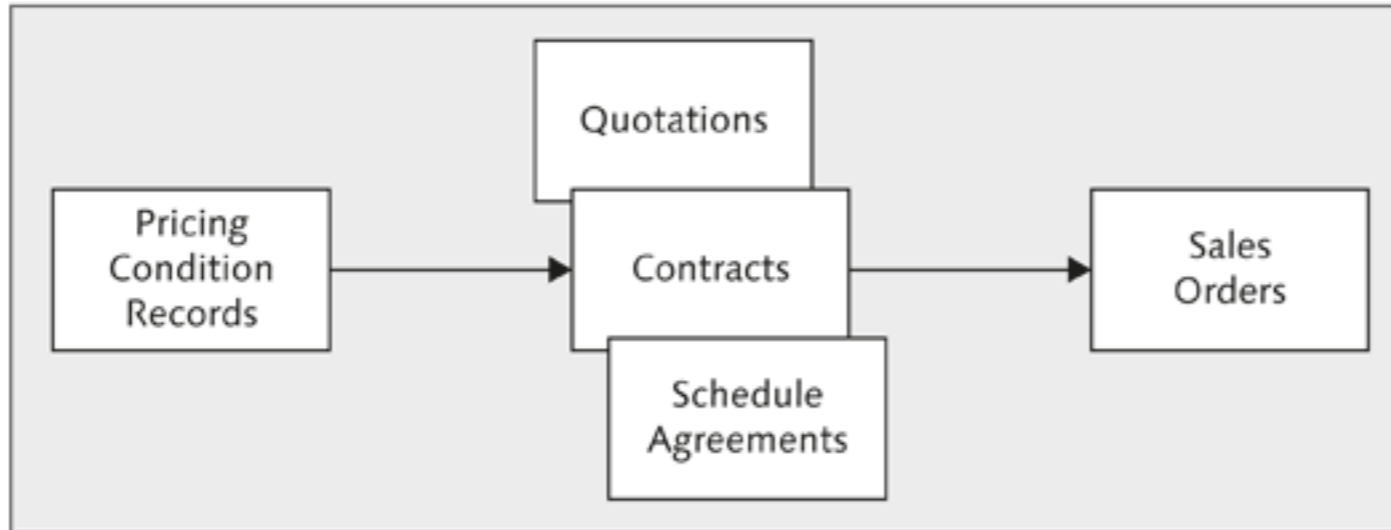 Quotations
Pricing
Condition
Records
Contracts
Sales
Orders
Schedule
Agreements